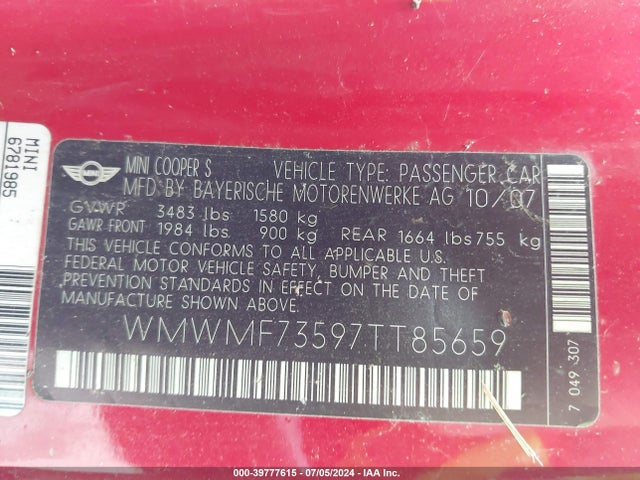 MINI COOPER S VEHICLE TYPE: PASSENGER CAR
MFD. BY BAYERISCHE MOTORENWERKE AG 10/07
GVWR 3483 lbs 1580 kg
GAWR FRONT 1984 lbs 900 kg REAR 1664 lbs 755 kg
THIS VEHICLE CONFORMS TO ALL APPLICABLE U.S.
FEDERAL MOTOR VEHICLE SAFETY, BUMPER AND THEFT
PREVENTION STANDARDS IN EFFECT ON THE DATE OF
MANUFACTURE SHOWN ABOVE.
WMWMF73597TT85659
7 049 307
MINI
6781985
000-39777615 - 07/05/2024 - IAA Inc.